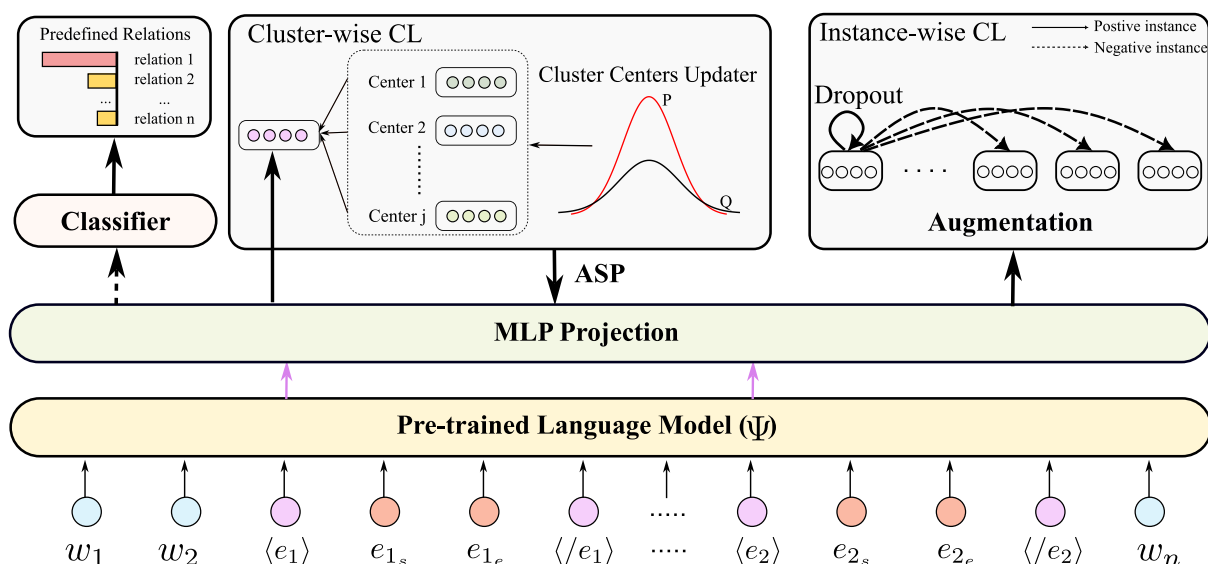 Predefined Relations
relation 1
relation 2
... ...
relation n
Classifier
Cluster-wise CL
Center 1
Center 2
Center j
Cluster Centers Updater
P
Q
ASP
Instance-wise CL
Postive instance
Negative instance
Dropout
. . . .
Augmentation
MLP Projection
Pre-trained Language Model (Ψ)
.....
w₁ w₂ ⟨e₁⟩ e₁ₛ e₁ₑ ⟨/e₁⟩ ..... ⟨e₂⟩ e₂ₛ e₂ₑ ⟨/e₂⟩ wₙ